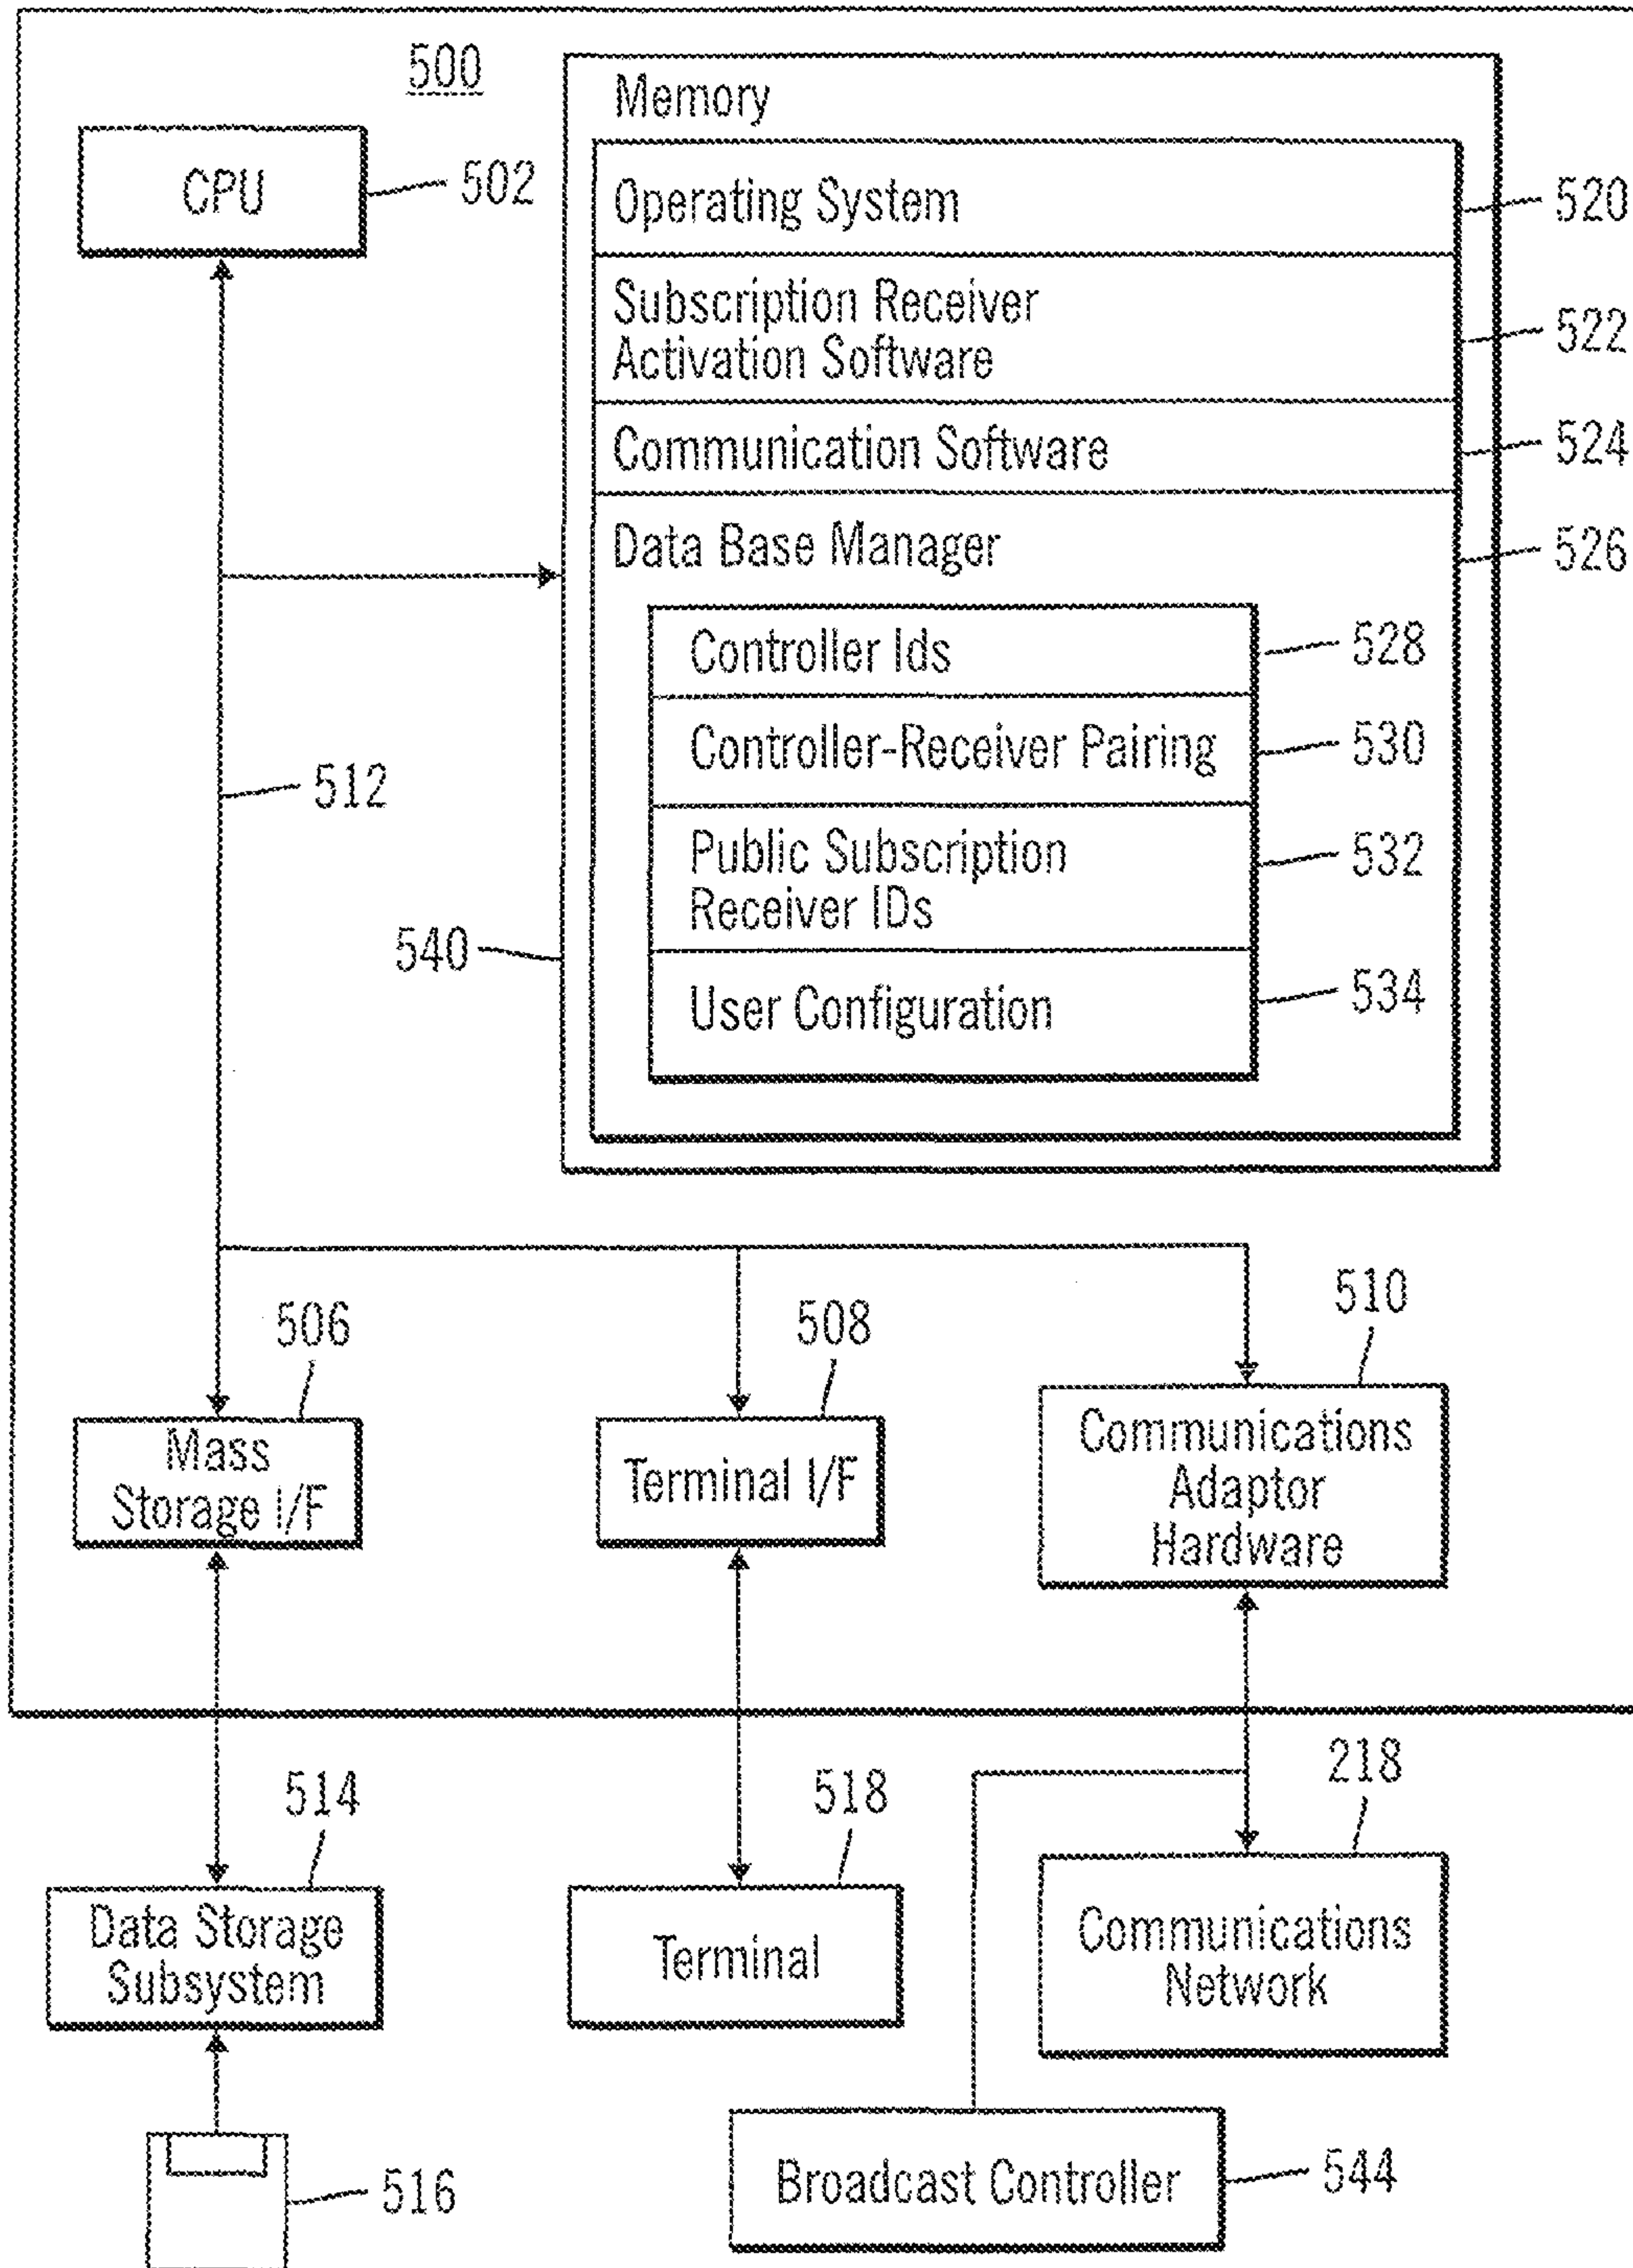 500
Memory
CPU
502
Operating System
520
Subscription Receiver
Activation Software
522
Communication Software
524
Data Base Manager
526
Controller Ids
528
Controller-Receiver Pairing
530
512
Public Subscription
Receiver IDs
532
540
User Configuration
534
506
508
510
Mass
Storage I/F
Terminal I/F
Communications
Adaptor
Hardware
514
518
218
Data Storage
Subsystem
Terminal
Communications
Network
516
Broadcast Controller
544